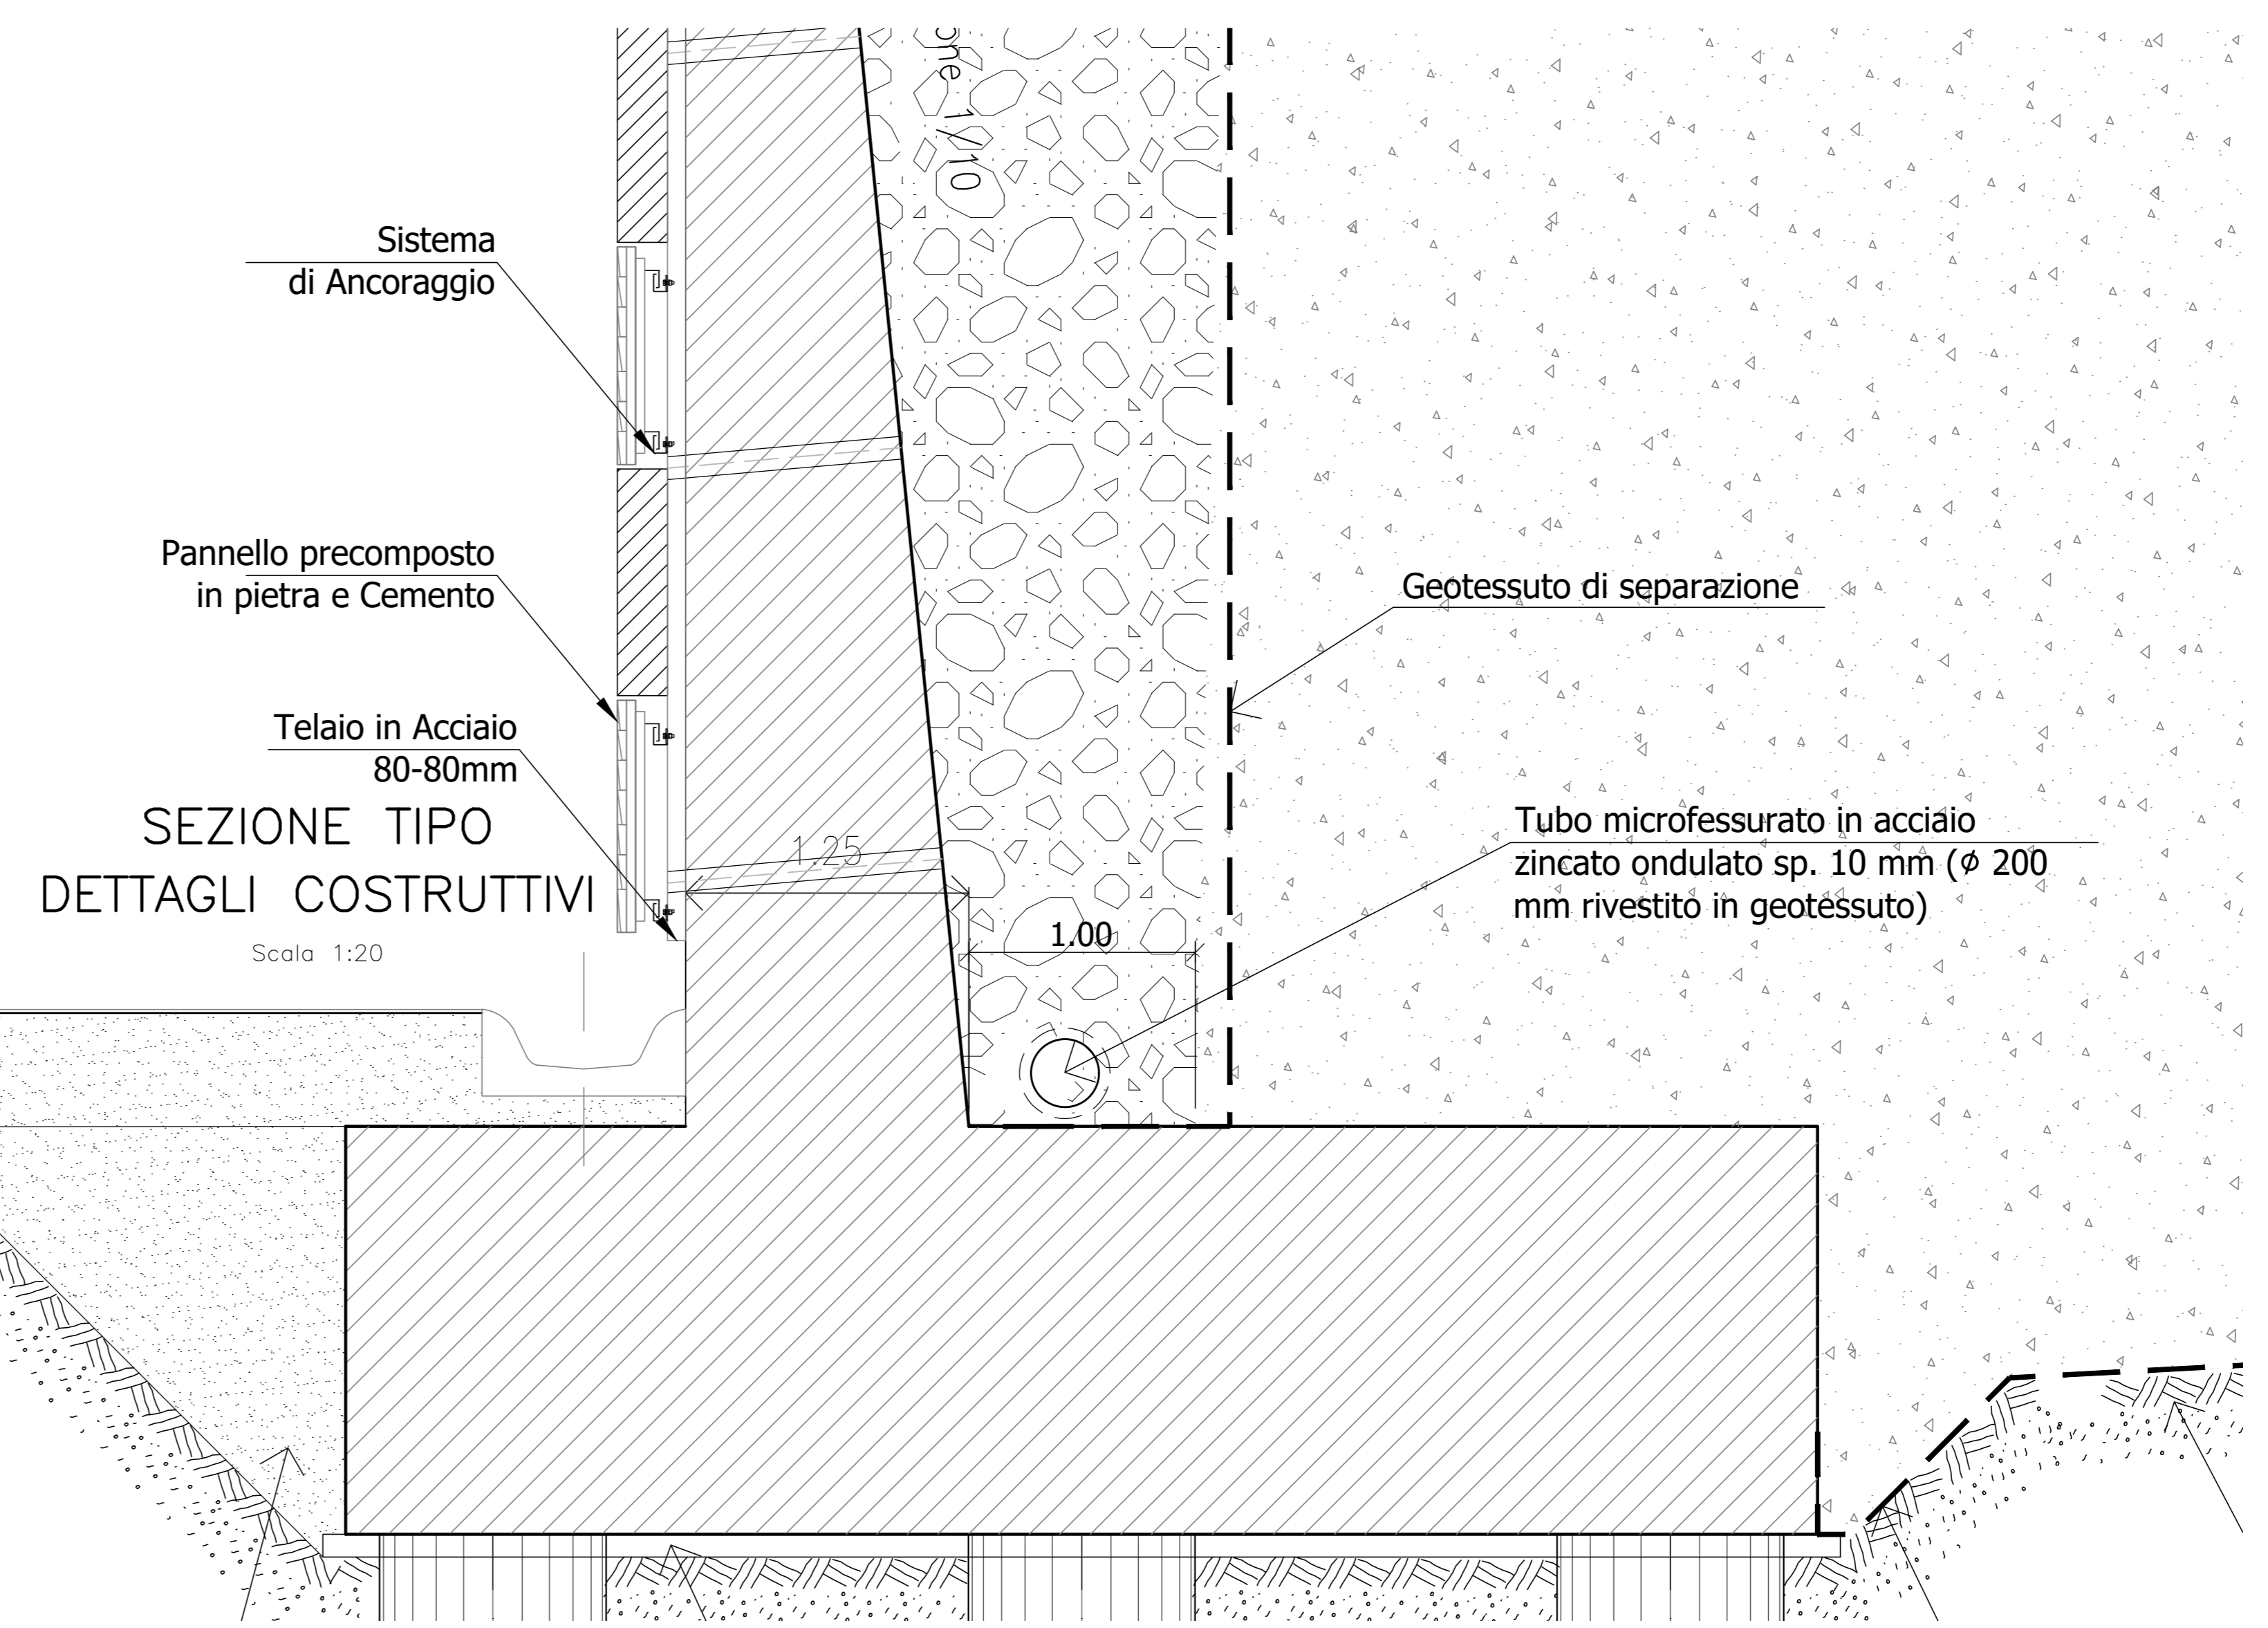 1/10
Sistema
di Ancoraggio
Pannello precomposto
in pietra e Cemento
Geotessuto di separazione
Telaio in Acciaio
80-80mm
SEZIONE TIPO
DETTAGLI COSTRUTTIVI
Scala 1:20
1.25
1.00
Tubo microfessurato in acciaio
zincato ondulato sp. 10 mm (ϕ 200
mm rivestito in geotessuto)